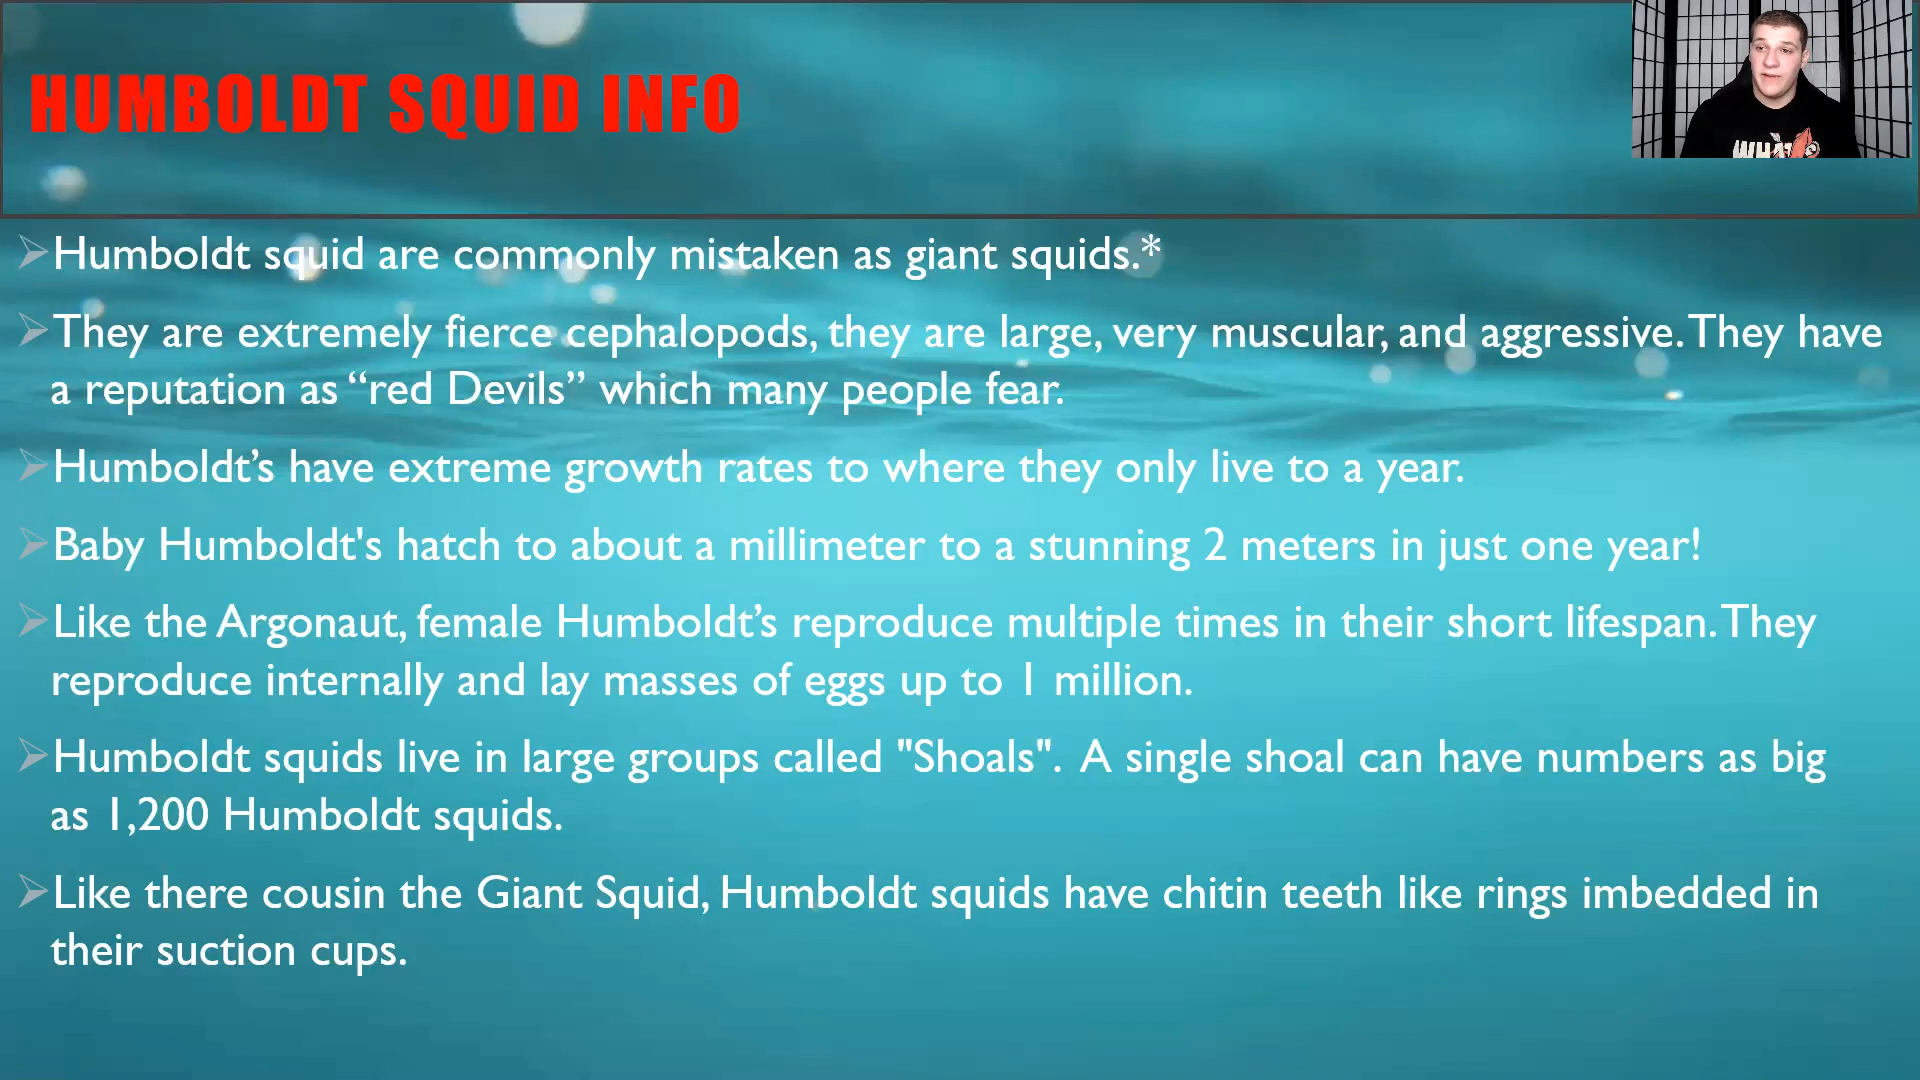 HUMBOLDT SQUID INFO
WHAT
Humboldt squid are commonly mistaken as giant squids.*
They are extremely fierce cephalopods, they are large, very muscular, and aggressive. They have
a reputation as “red Devils” which many people fear.
Humboldt’s have extreme growth rates to where they only live to a year.
Baby Humboldt's hatch to about a millimeter to a stunning 2 meters in just one year!
Like the Argonaut, female Humboldt’s reproduce multiple times in their short lifespan. They
reproduce internally and lay masses of eggs up to 1 million.
Humboldt squids live in large groups called "Shoals". A single shoal can have numbers as big
as 1,200 Humboldt squids.
Like there cousin the Giant Squid, Humboldt squids have chitin teeth like rings imbedded in
their suction cups.